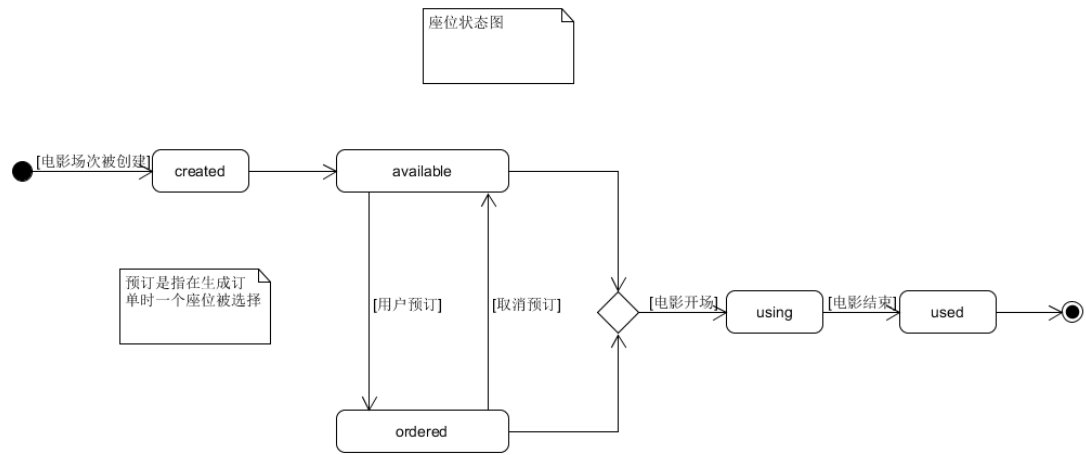 座位状态图
[电影场次被创建]
created
available
预订是指在生成订
单时一个座位被选择
[用户预订]
[取消预订]
[电影开场]
using
[电影结束]
used
ordered